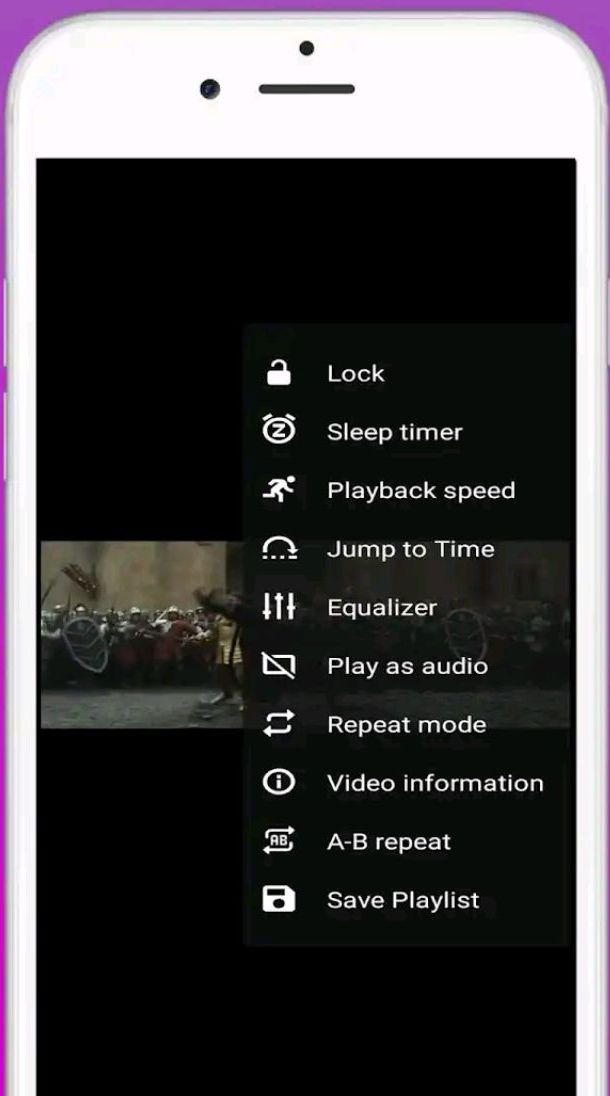 Lock
Sleep timer
Playback speed
Jump to Time
Equalizer
Play as audio
Repeat mode
Video information
A-B repeat
Save Playlist